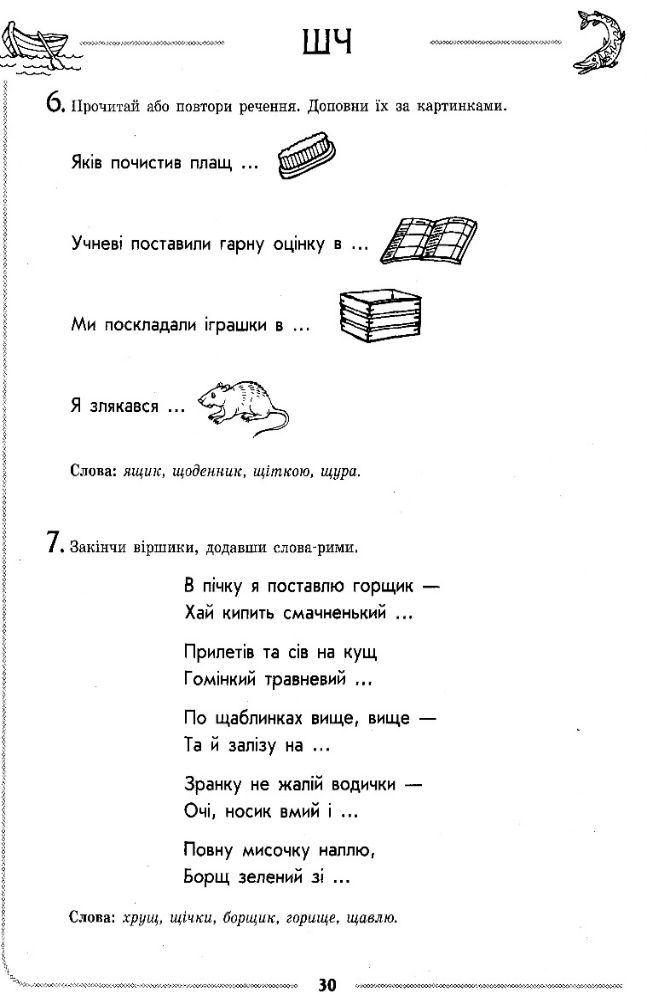 ШЧ
6. Прочитай або повтори речення. Доповни їх за картинками.
Яків почистив плащ ...
Учневі поставили гарну оцінку в ...
Ми поскладали іграшки в ...
Я злякався ...
Слова: ящик, щоденник, щіткою, щура.
7. Закінчи віршики, додавши слова-рими.
В пічку я поставлю горщик —
Хай кипить смачненький ...
Прилетів та сів на кущ
Гомінкий травневий ...
По щаблинках вище, вище —
Та й залізу на ...
Зранку не жалій водички —
Очі, носик вмий і ...
Повну мисочку наллю,
Борщ зелений зі ...
Слова: хрущ, щічки, борщик, горище, щавлю.
30